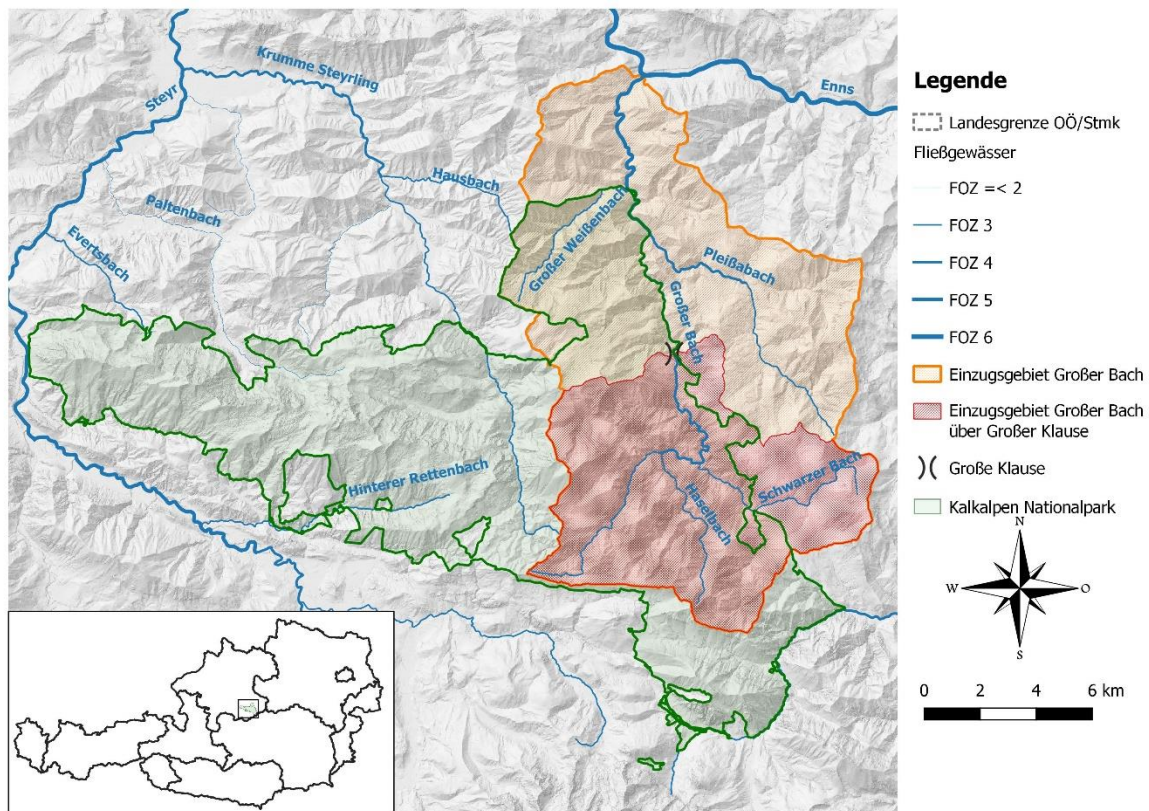 Krumme Steyrling
Steyr
Enns
Hausbach
Paltenbach
Großer Weißenbach
Evertsbach
Pleißabach
Großer Bach
Hinterer Rettenbach
Haselbach
Schwarzer Bach
Legende
Landesgrenze OÖ/Stmk
Fließgewässer
FOZ =< 2
FOZ 3
FOZ 4
FOZ 5
FOZ 6
Einzugsgebiet Großer Bach
Einzugsgebiet Großer Bach
über Großer Klause
Große Klause
Kalkalpen Nationalpark
N
W
O
S
0 2 4 6 km